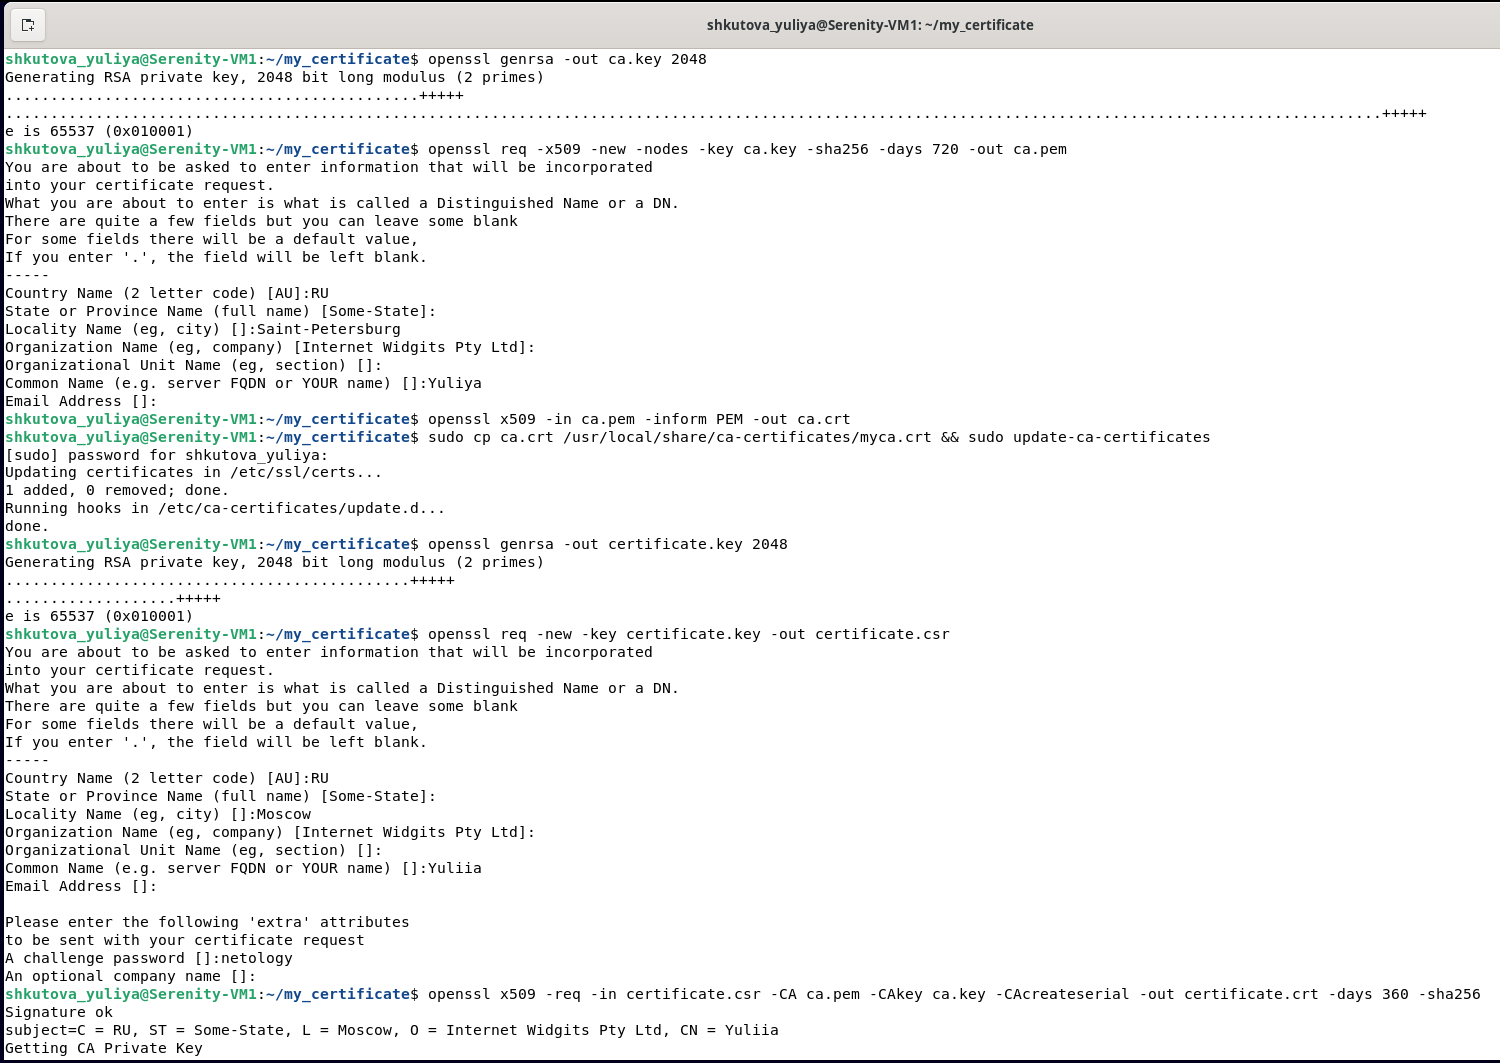 shkutova_yuliya@Serenity-VM1: ~/my_certificate
shkutova_yuliya@Serenity-VM1:~/my_certificate$ openssl genrsa -out ca.key 2048
Generating RSA private key, 2048 bit long modulus (2 primes)
..............................................+++++
.........................................................................................................................................................+++++
e is 65537 (0x010001)
shkutova_yuliya@Serenity-VM1:~/my_certificate$ openssl req -x509 -new -nodes -key ca.key -sha256 -days 720 -out ca.pem
You are about to be asked to enter information that will be incorporated
into your certificate request.
What you are about to enter is what is called a Distinguished Name or a DN.
There are quite a few fields but you can leave some blank
For some fields there will be a default value,
If you enter '.', the field will be left blank.
-----
Country Name (2 letter code) [AU]:RU
State or Province Name (full name) [Some-State]:
Locality Name (eg, city) []:Saint-Petersburg
Organization Name (eg, company) [Internet Widgits Pty Ltd]:
Organizational Unit Name (eg, section) []:
Common Name (e.g. server FQDN or YOUR name) []:Yuliya
Email Address []:
shkutova_yuliya@Serenity-VM1:~/my_certificate$ openssl x509 -in ca.pem -inform PEM -out ca.crt
shkutova_yuliya@Serenity-VM1:~/my_certificate$ sudo cp ca.crt /usr/local/share/ca-certificates/myca.crt && sudo update-ca-certificates
[sudo] password for shkutova_yuliya:
Updating certificates in /etc/ssl/certs...
1 added, 0 removed; done.
Running hooks in /etc/ca-certificates/update.d...
done.
shkutova_yuliya@Serenity-VM1:~/my_certificate$ openssl genrsa -out certificate.key 2048
Generating RSA private key, 2048 bit long modulus (2 primes)
.............................................+++++
...................+++++
e is 65537 (0x010001)
shkutova_yuliya@Serenity-VM1:~/my_certificate$ openssl req -new -key certificate.key -out certificate.csr
You are about to be asked to enter information that will be incorporated
into your certificate request.
What you are about to enter is what is called a Distinguished Name or a DN.
There are quite a few fields but you can leave some blank
For some fields there will be a default value,
If you enter '.', the field will be left blank.
-----
Country Name (2 letter code) [AU]:RU
State or Province Name (full name) [Some-State]:
Locality Name (eg, city) []:Moscow
Organization Name (eg, company) [Internet Widgits Pty Ltd]:
Organizational Unit Name (eg, section) []:
Common Name (e.g. server FQDN or YOUR name) []:Yuliia
Email Address []:
Please enter the following 'extra' attributes
to be sent with your certificate request
A challenge password []:netology
An optional company name []:
shkutova_yuliya@Serenity-VM1:~/my_certificate$ openssl x509 -req -in certificate.csr -CA ca.pem -CAkey ca.key -CAcreateserial -out certificate.crt -days 360 -sha256
Signature ok
subject=C = RU, ST = Some-State, L = Moscow, O = Internet Widgits Pty Ltd, CN = Yuliia
Getting CA Private Key